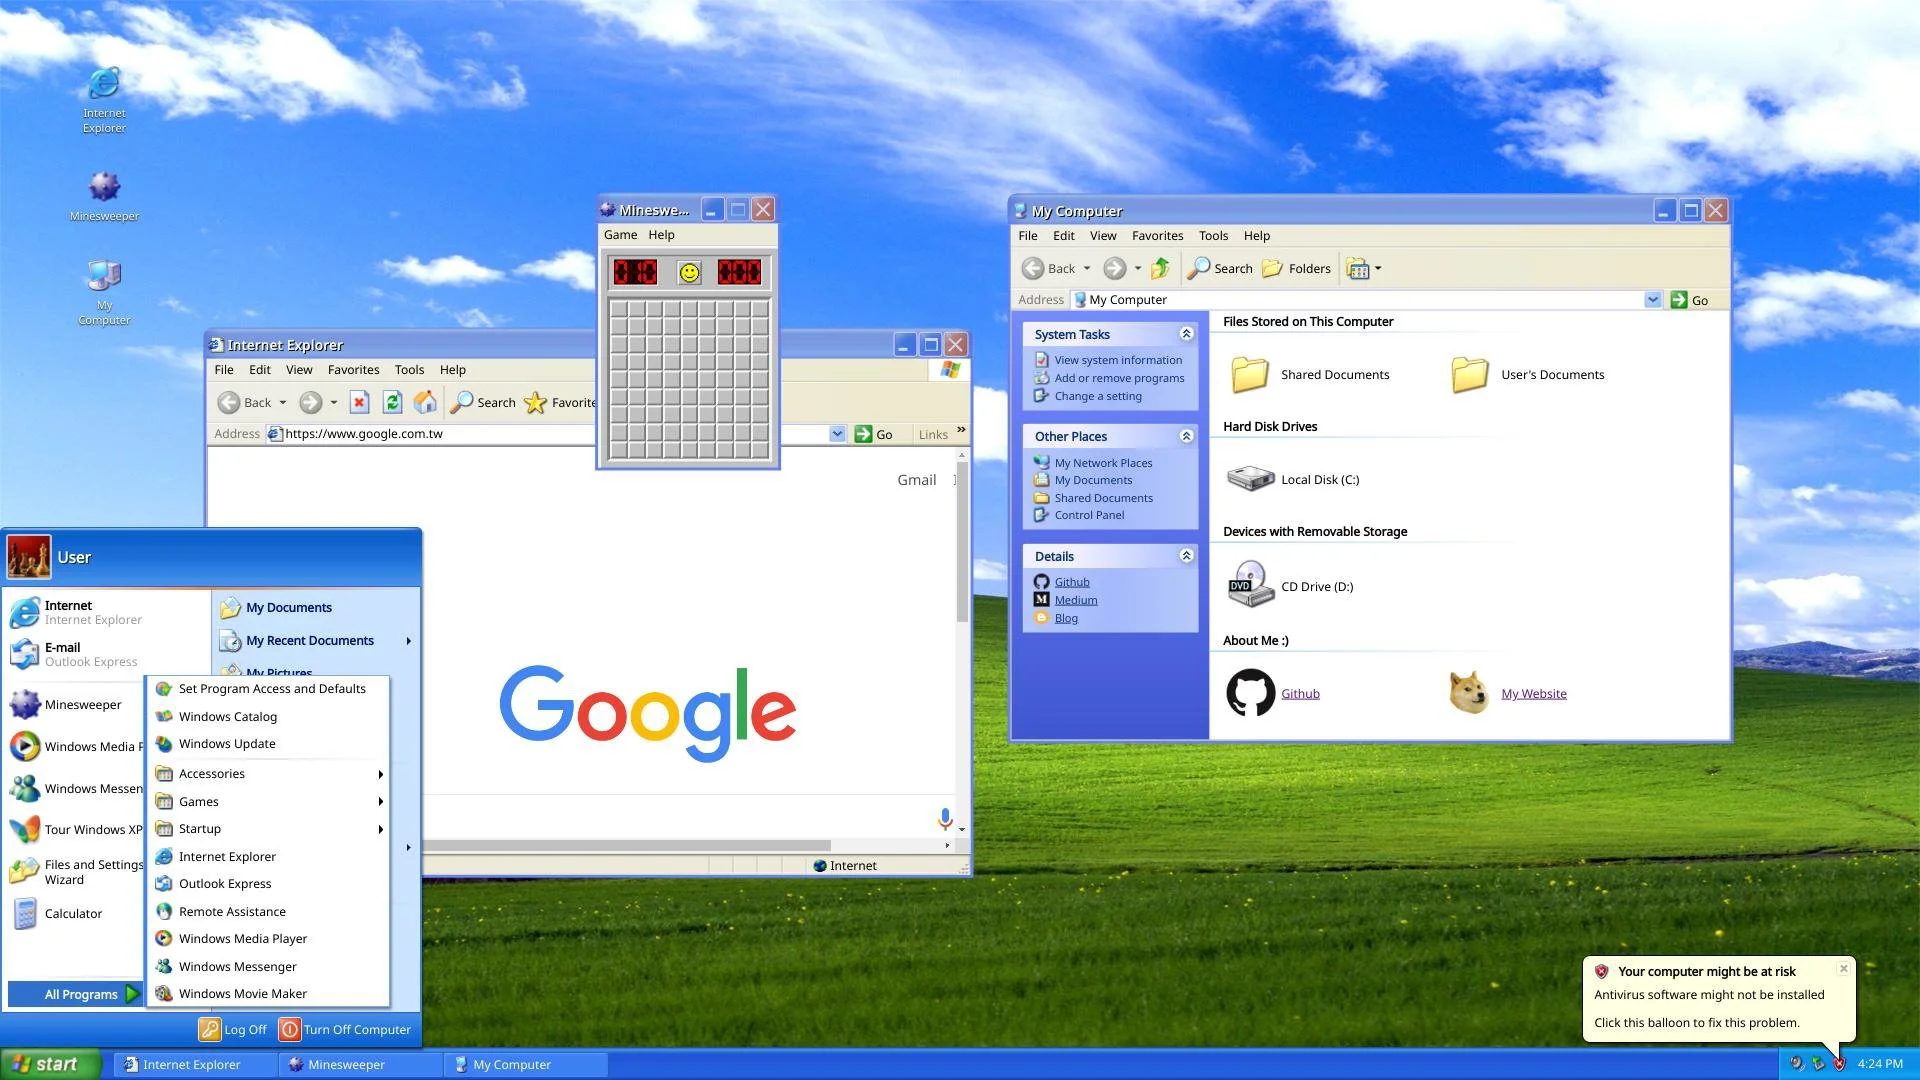 Internet
Explorer
Minesweeper
My
Computer
Mineswe...
Game Help
010
000
Internet Explorer
File Edit View Favorites Tools Help
Back Search
Address https://www.google.com.tw Go Links »
Gmail
Google
Internet
My Computer
File Edit View Favorites Tools Help
Back Search Folders
Address My Computer Go
System Tasks
View system information
Add or remove programs
Change a setting
Other Places
My Network Places
My Documents
Shared Documents
Control Panel
Details
Github
M Medium
Blog
Files Stored on This Computer
Shared Documents User's Documents
Hard Disk Drives
Local Disk (C:)
Devices with Removable Storage
DVD CD Drive (D:)
About Me :)
Github My Website
User
Internet
Internet Explorer
E-mail
Outlook Express
Minesweeper
Windows Media
Windows Messen
Tour Windows XP
Files and Settings
Wizard
Calculator
All Programs
My Documents
My Recent Documents
My Pictures
Set Program Access and Defaults
Windows Catalog
Windows Update
Accessories
Games
Startup
Internet Explorer
Outlook Express
Remote Assistance
Windows Media Player
Windows Messenger
Windows Movie Maker
Log Off Turn Off Computer
Your computer might be at risk
Antivirus software might not be installed
Click this balloon to fix this problem.
start Internet Explorer Minesweeper My Computer 4:24 PM